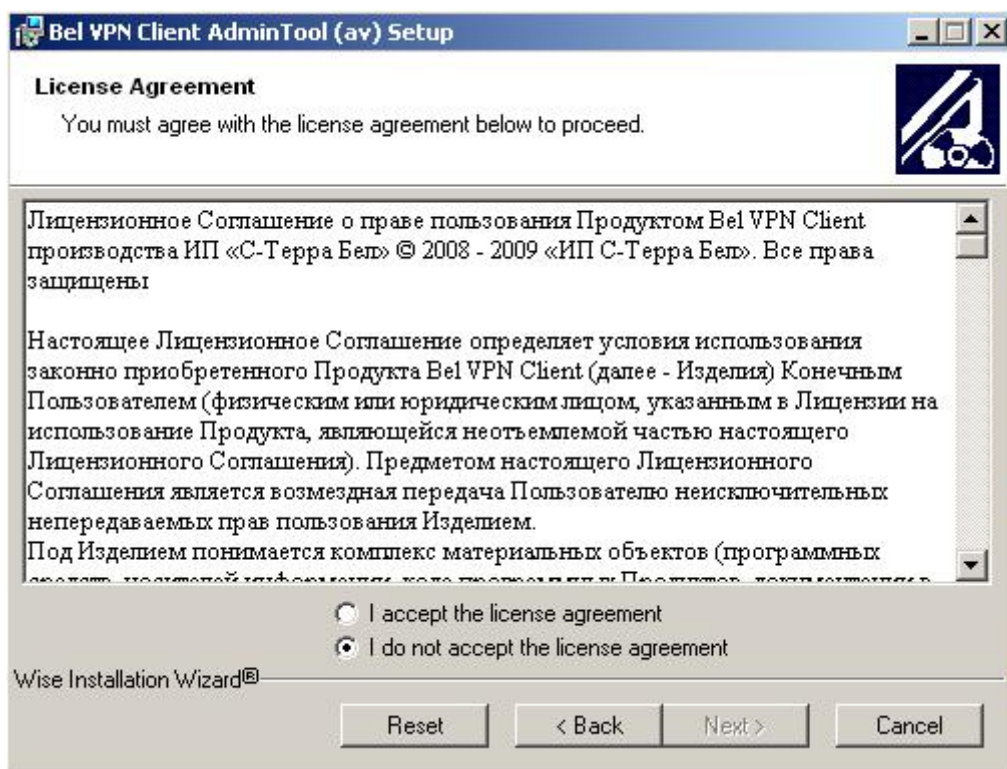 Bel VPN Client AdminTool (av) Setup
License Agreement
You must agree with the license agreement below to proceed.
Лицензионное Соглашение о праве пользования Продуктом Bel VPN Client
производства ИП «С-Терра Бел» © 2008 - 2009 «ИП С-Терра Бел». Все права
защищены
Настоящее Лицензионное Соглашение определяет условия использования
законно приобретенного Продукта Bel VPN Client (далее - Изделия) Конечным
Пользователем (физическим или юридическим лицом, указанным в Лицензии на
использование Продукта, являющейся неотъемлемой частью настоящего
Лицензионного Соглашения). Предметом настоящего Лицензионного
Соглашения является возмездная передача Пользователю неисключительных
непередаваемых прав пользования Изделием.
Под Изделием понимается комплекс материальных объектов (программных
I accept the license agreement
I do not accept the license agreement
Wise Installation Wizard®
Reset
< Back
Next >
Cancel